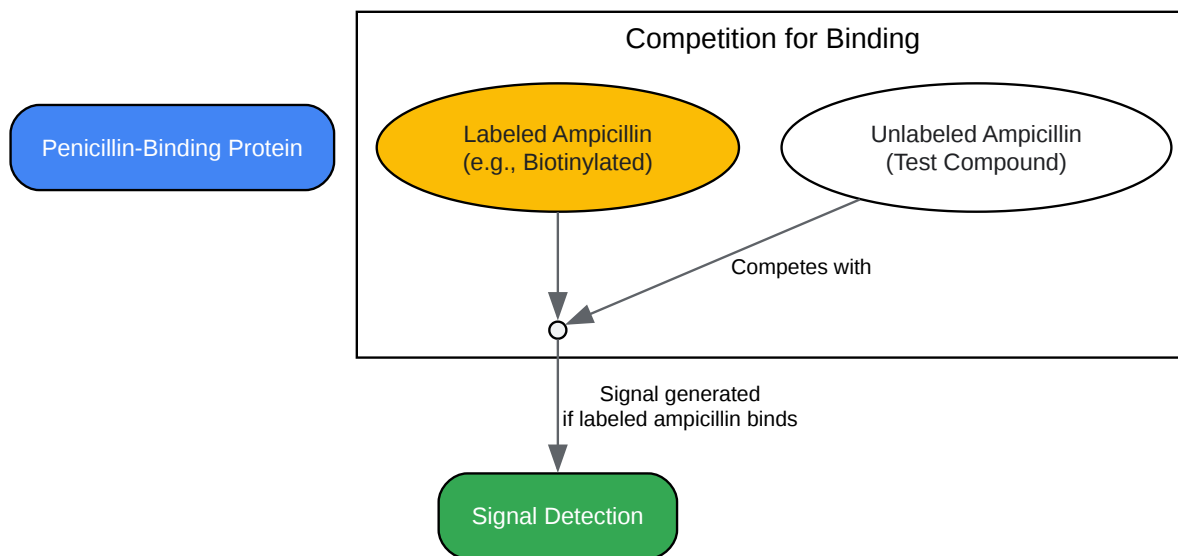 Competition for Binding
Penicillin-Binding Protein
Labeled Ampicillin
(e.g., Biotinylated)
Unlabeled Ampicillin
(Test Compound)
Competes with
Signal generated
if labeled ampicillin binds
Signal Detection